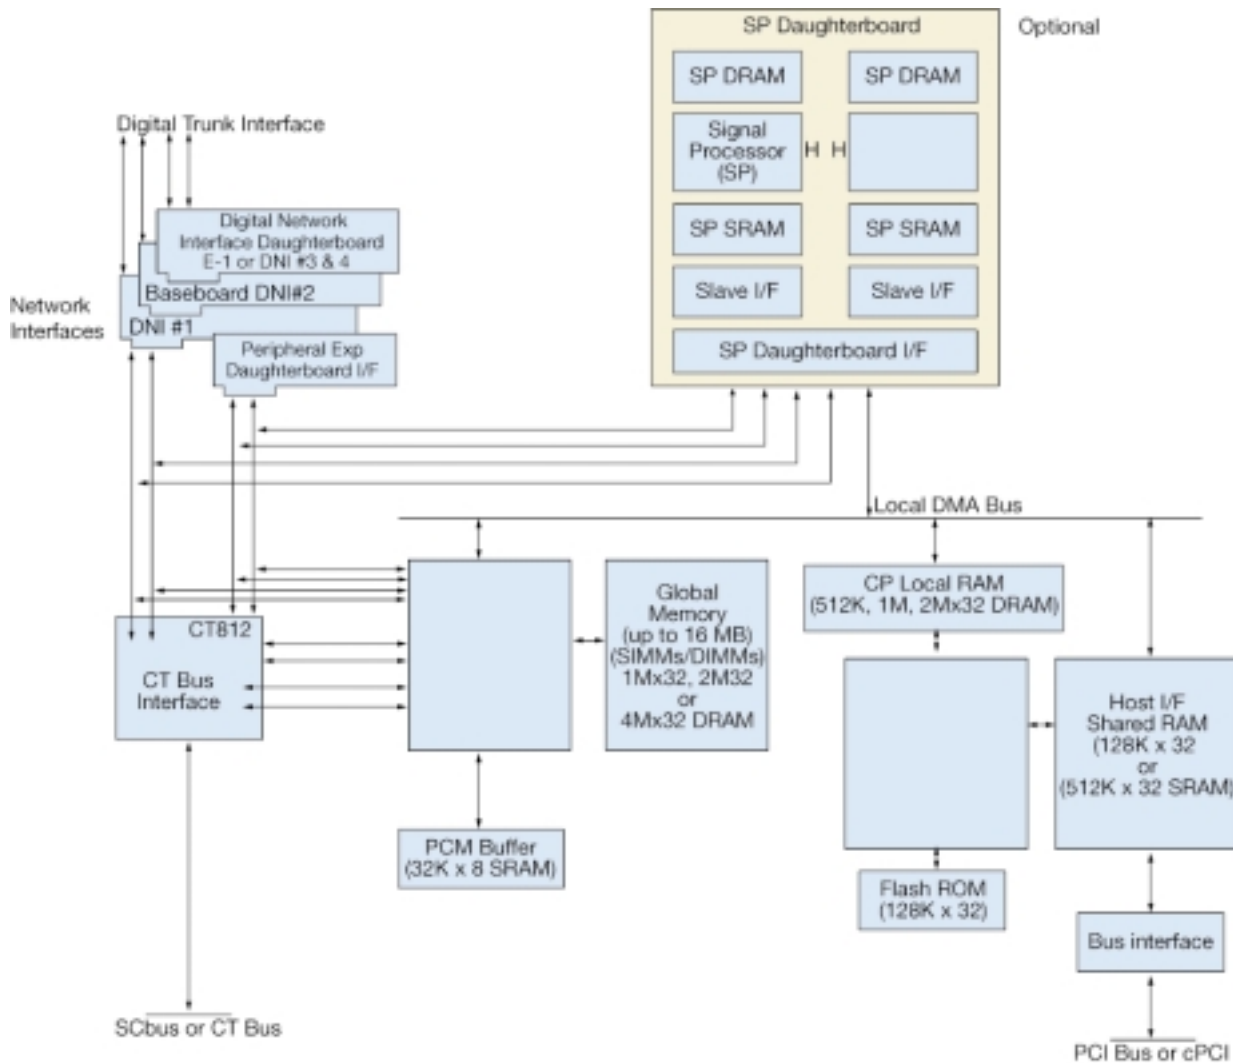 SP Daughterboard
Optional
SP DRAM
SP DRAM
Signal
Processor
(SP)
H H
SP SRAM
SP SRAM
Slave I/F
Slave I/F
SP Daughterboard I/F
Digital Trunk Interface
Digital Network
Interface Daughterboard
E-1 or DNI #3 & 4
Baseboard DNI#2
DNI #1
Network
Interfaces
Peripheral Exp
Daughterboard I/F
Local DMA Bus
CT812
CT Bus
Interface
Global
Memory
(up to 16 MB)
(SIMMs/DIMMs)
1Mx32, 2M32
or
4Mx32 DRAM
CP Local RAM
(512K, 1M, 2Mx32 DRAM)
Host I/F
Shared RAM
(128K x 32
or
(512K x 32 SRAM)
PCM Buffer
(32K x 8 SRAM)
Flash ROM
(128K x 32)
Bus interface
SCbus or CT Bus
PCI Bus or cPCI